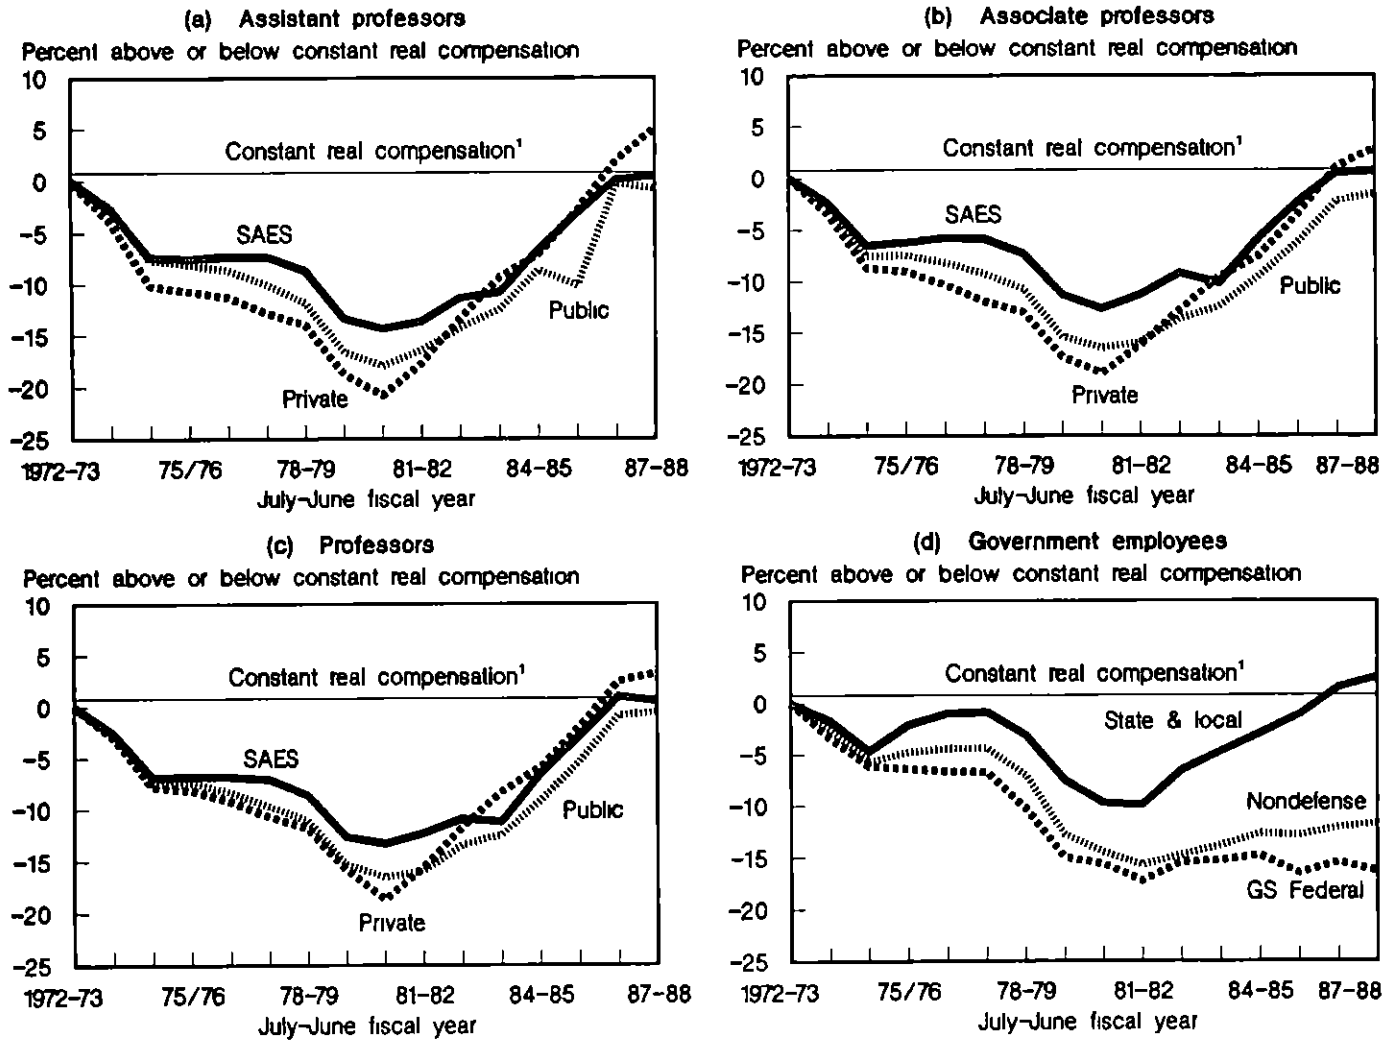 (a) Assistant professors
Percent above or below constant real compensation
10
5
Constant real compensation¹
0
SAES
-5
-10
Public
-15
Private
-20
-25
1972-73 75/76 78-79 81-82 84-85 87-88
July-June fiscal year
(b) Associate professors
Percent above or below constant real compensation
10
5
Constant real compensation¹
0
SAES
-5
-10
Public
-15
Private
-20
-25
1972-73 75/76 78-79 81-82 84-85 87-88
July-June fiscal year
(c) Professors
Percent above or below constant real compensation
10
5
Constant real compensation¹
0
SAES
-5
-10
Public
-15
-20
Private
-25
1972-73 75/76 78-79 81-82 84-85 87-88
July-June fiscal year
(d) Government employees
Percent above or below constant real compensation
10
5
Constant real compensation¹
0
State & local
-5
Nondefense
-10
-15
GS Federal
-20
-25
1972-73 75/76 78-79 81-82 84-85 87-88
July-June fiscal year